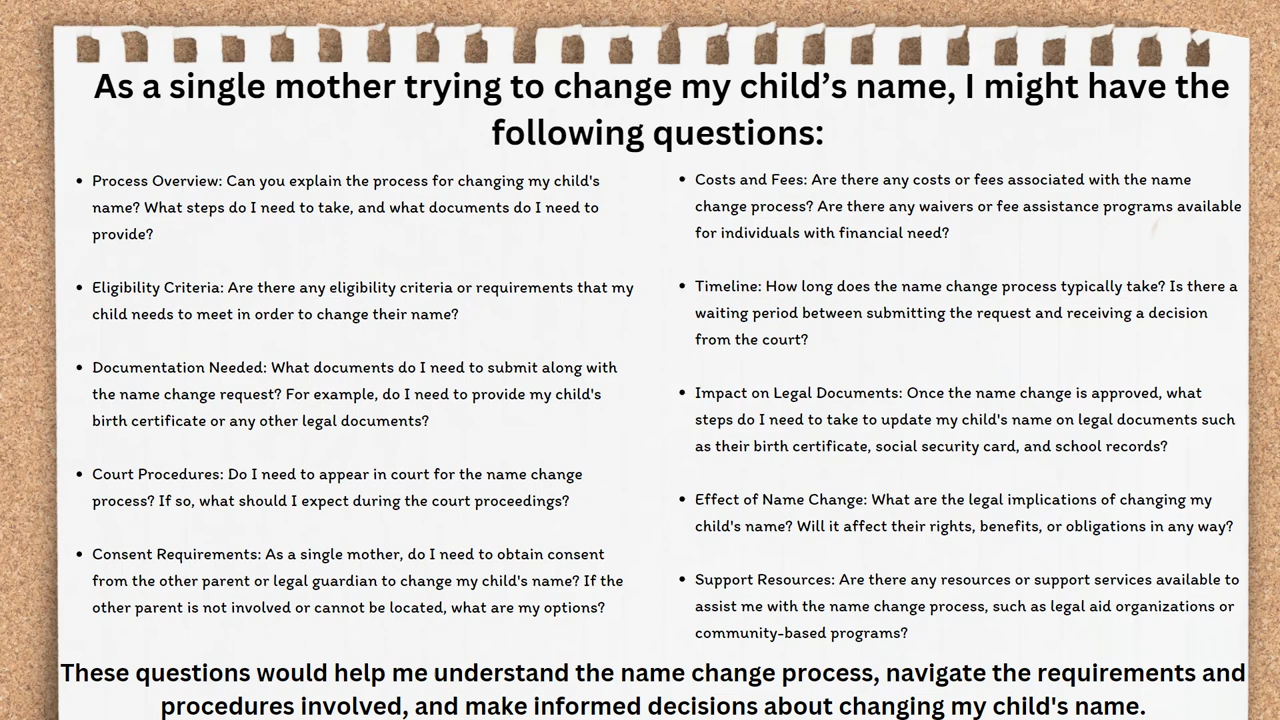 As a single mother trying to change my child’s name, I might have the
following questions:
• Process Overview: Can you explain the process for changing my child's
name? What steps do I need to take, and what documents do I need to
provide?
• Eligibility Criteria: Are there any eligibility criteria or requirements that my
child needs to meet in order to change their name?
• Documentation Needed: What documents do I need to submit along with
the name change request? For example, do I need to provide my child's
birth certificate or any other legal documents?
• Court Procedures: Do I need to appear in court for the name change
process? If so, what should I expect during the court proceedings?
• Consent Requirements: As a single mother, do I need to obtain consent
from the other parent or legal guardian to change my child's name? If the
other parent is not involved or cannot be located, what are my options?
• Costs and Fees: Are there any costs or fees associated with the name
change process? Are there any waivers or fee assistance programs available
for individuals with financial need?
• Timeline: How long does the name change process typically take? Is there a
waiting period between submitting the request and receiving a decision
from the court?
• Impact on Legal Documents: Once the name change is approved, what
steps do I need to take to update my child's name on legal documents such
as their birth certificate, social security card, and school records?
• Effect of Name Change: What are the legal implications of changing my
child's name? Will it affect their rights, benefits, or obligations in any way?
• Support Resources: Are there any resources or support services available to
assist me with the name change process, such as legal aid organizations or
community-based programs?
These questions would help me understand the name change process, navigate the requirements and
procedures involved, and make informed decisions about changing my child's name.